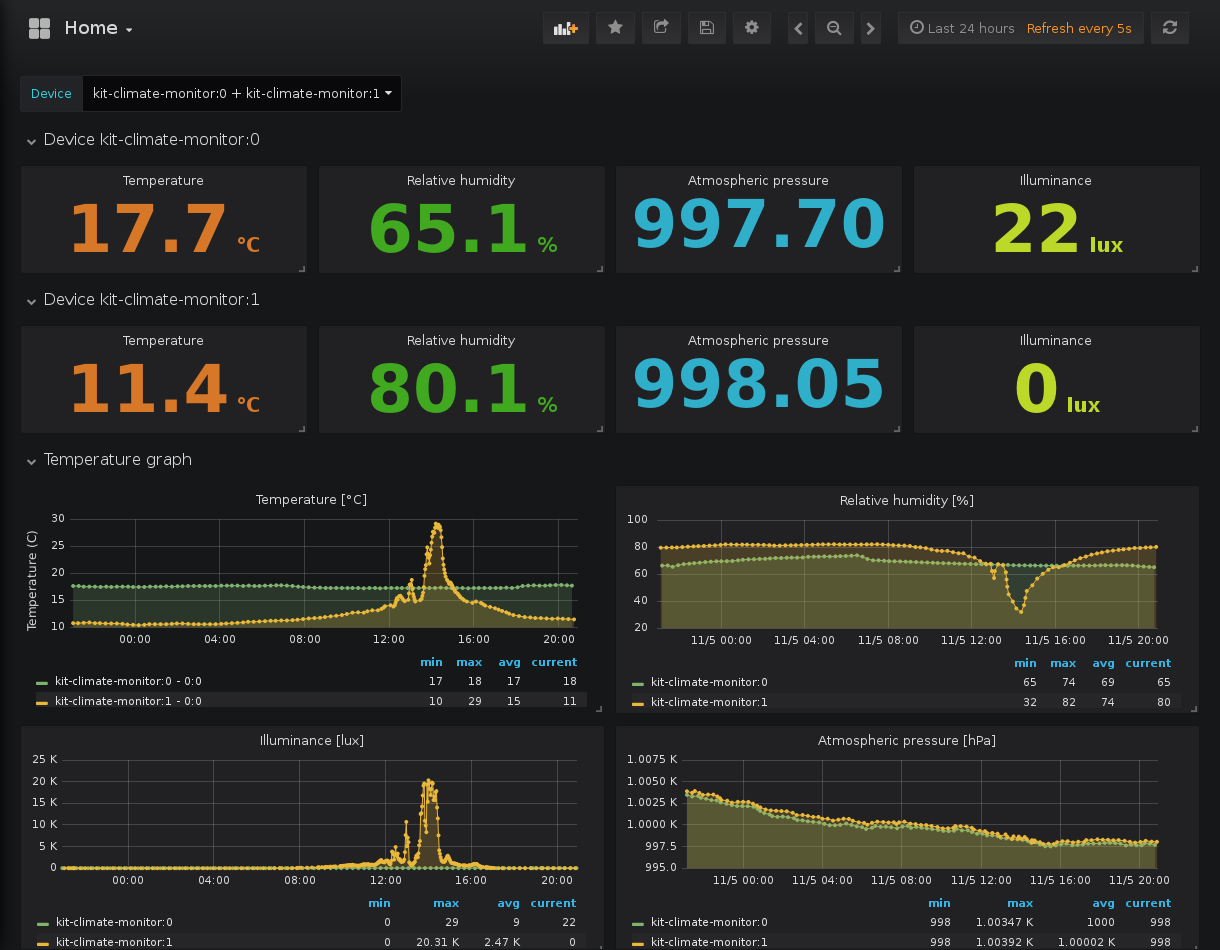 Home
Last 24 hours Refresh every 5s
Device kit-climate-monitor:0 + kit-climate-monitor:1
Device kit-climate-monitor:0
Temperature Relative humidity Atmospheric pressure Illuminance
17.7 °C 65.1 % 997.70 22 lux
Device kit-climate-monitor:1
Temperature Relative humidity Atmospheric pressure Illuminance
11.4 °C 80.1 % 998.05 0 lux
Temperature graph
Temperature [°C]
Temperature (C)
30
25
20
15
10
00:00 04:00 08:00 12:00 16:00 20:00
min max avg current
kit-climate-monitor:0 - 0:0 17 18 17 18
kit-climate-monitor:1 - 0:0 10 29 15 11
Relative humidity [%]
100
80
60
40
20
11/5 00:00 11/5 04:00 11/5 08:00 11/5 12:00 11/5 16:00 11/5 20:00
min max avg current
kit-climate-monitor:0 65 74 69 65
kit-climate-monitor:1 32 82 74 80
Illuminance [lux]
25 K
20 K
15 K
10 K
5 K
0
00:00 04:00 08:00 12:00 16:00 20:00
min max avg current
kit-climate-monitor:0 0 29 9 22
kit-climate-monitor:1 0 20.31 K 2.47 K 0
Atmospheric pressure [hPa]
1.0075 K
1.0050 K
1.0025 K
1.0000 K
997.5
995.0
11/5 00:00 11/5 04:00 11/5 08:00 11/5 12:00 11/5 16:00 11/5 20:00
min max avg current
kit-climate-monitor:0 998 1.00347 K 1000 998
kit-climate-monitor:1 998 1.00392 K 1.00002 K 998